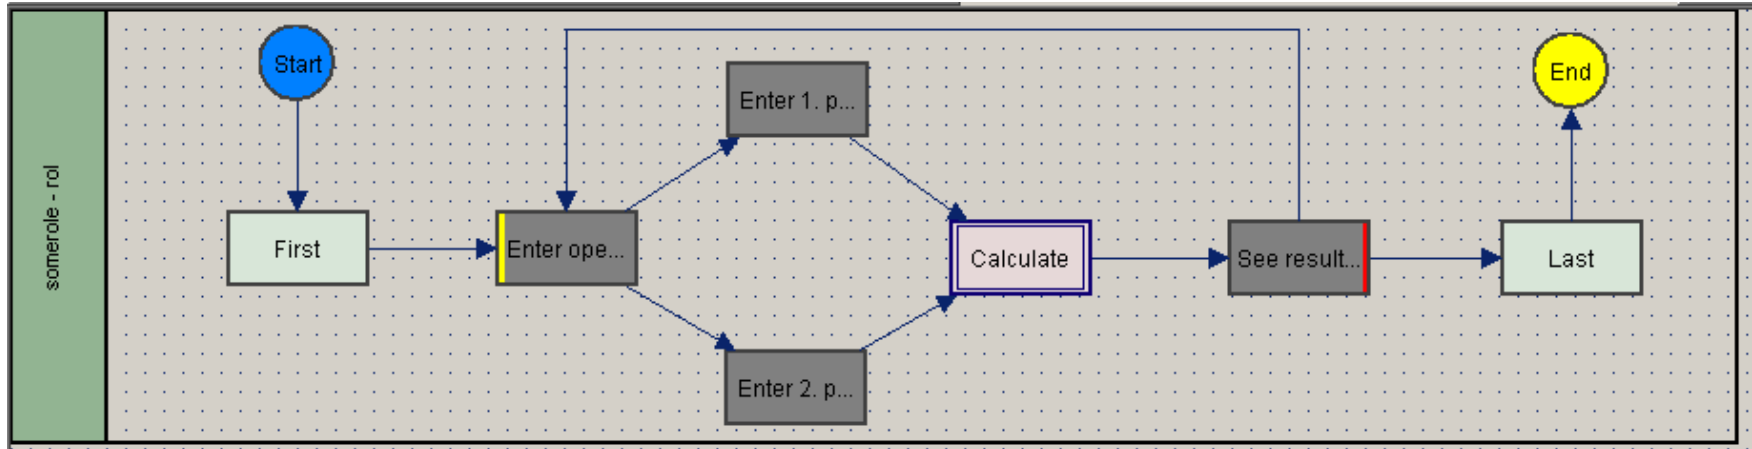 somerole - rol
Start
First
Enter ope...
Enter 1. p...
Enter 2. p...
Calculate
See result...
Last
End